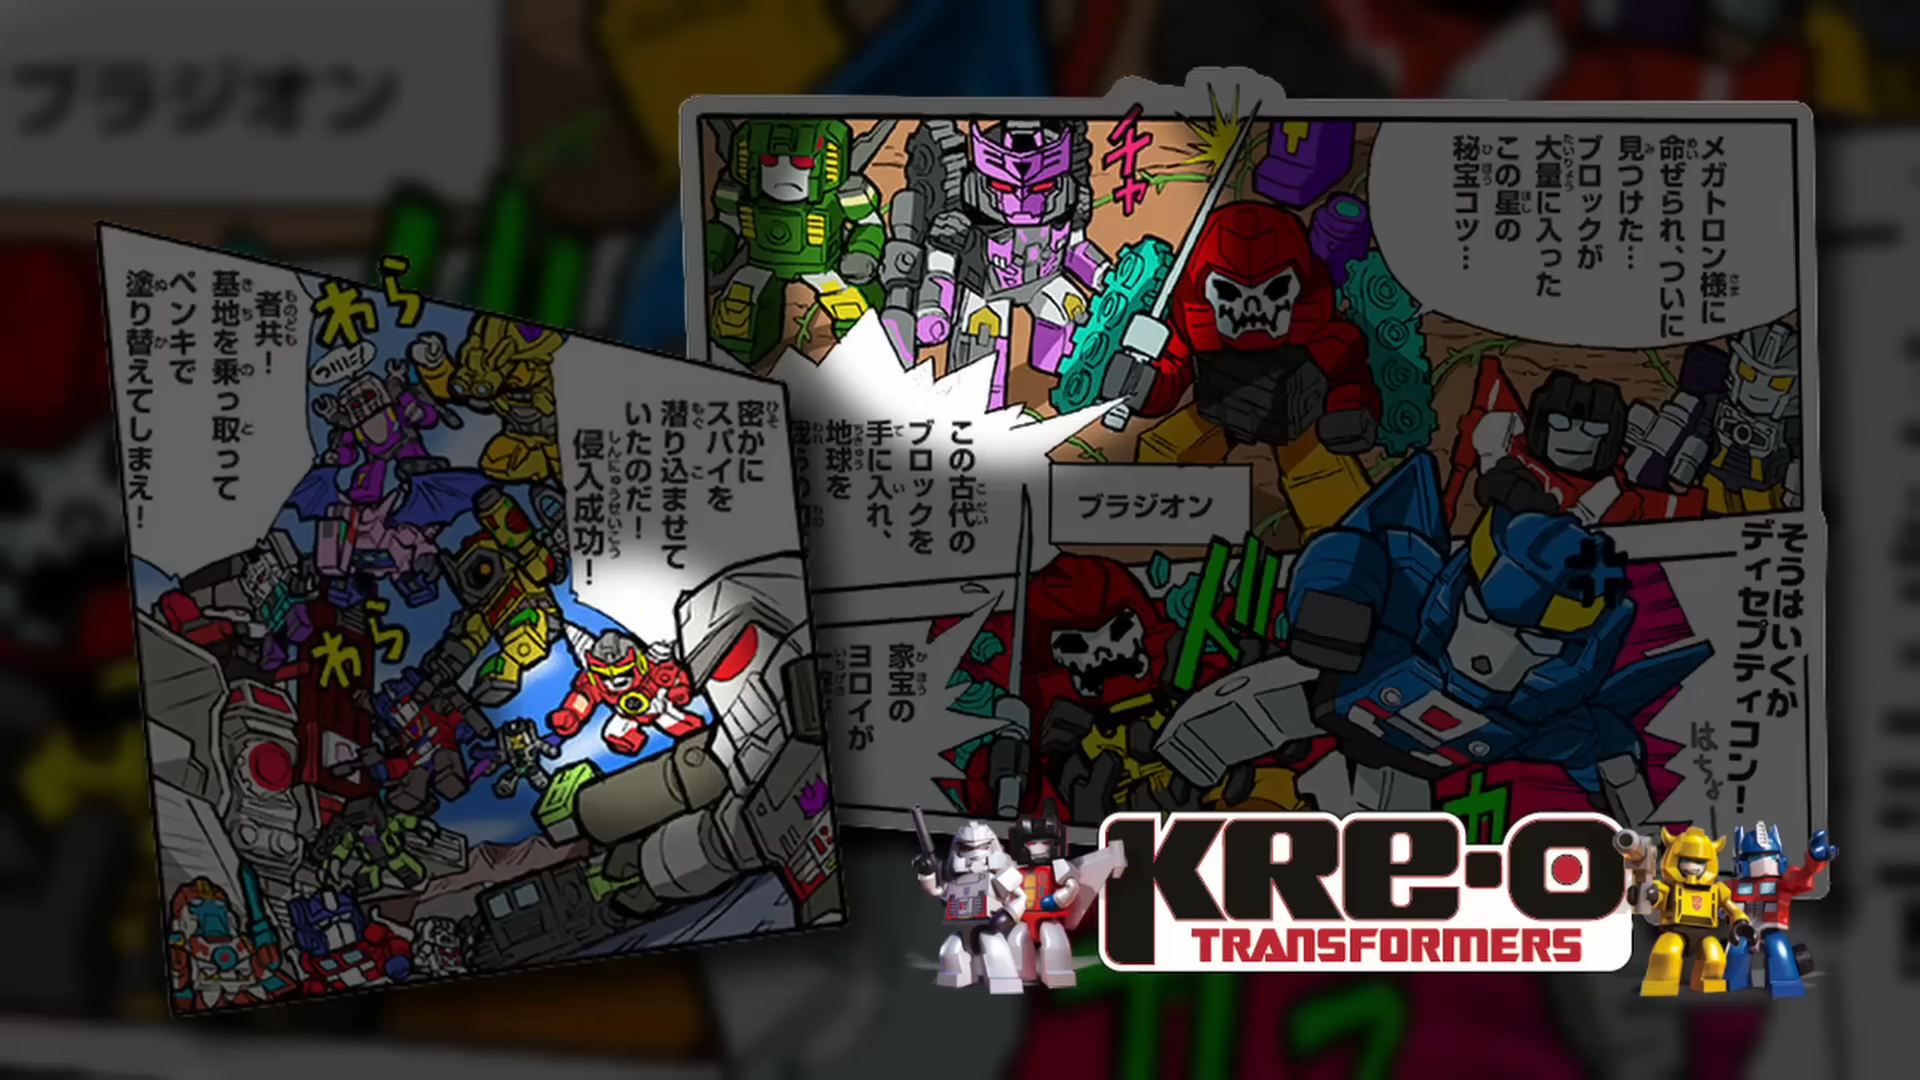 ブラジオン
メガトロン様に
命ぜられ、ついに
見つけた…
ブロックが
大量に入った
この星の
秘宝コツ…
チャ
この古代の
ブロックを
手に入れ、
地球を
ブラジオン
そうはいくか
ディセプティコン!
はちょ
ドガ
家宝の
ヨロイが
密かに
スパイを
潜り込ませて
いたのだ!
侵入成功!
者共!
基地を乗っ取って
ペンキで
塗り替えてしまえ!
わら
つソに!
わら
KRE-O
TRANSFORMERS